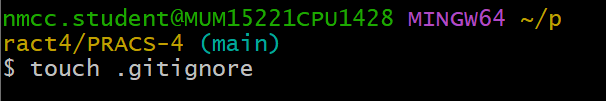 nmcc.student@MUM15221CPU1428 MINGW64 ~/p
ract4/PRACS-4 (main)
$ touch .gitignore